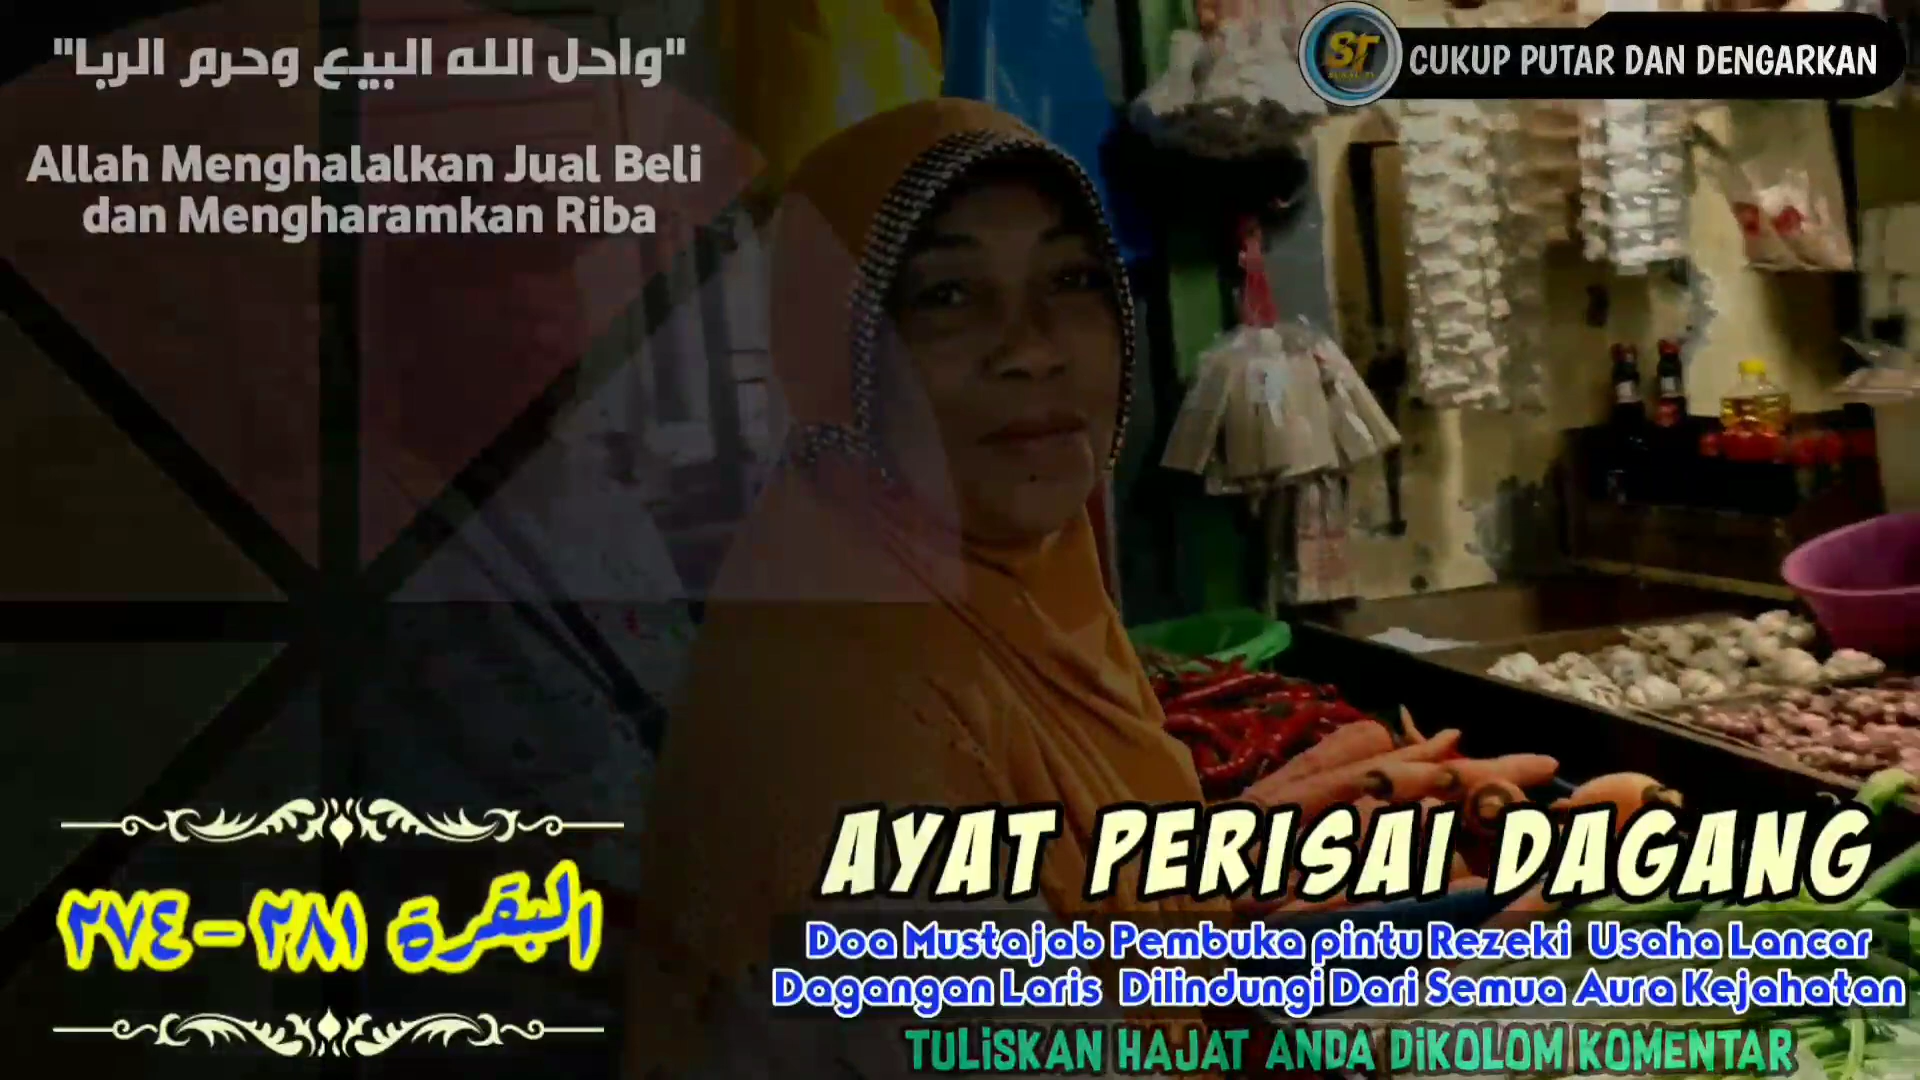 "واحل الله البيع وحرم الربا"
Allah Menghalalkan Jual Beli
dan Mengharamkan Riba
ST
CUKUP PUTAR DAN DENGARKAN
البقرة ٢٨١-٢٧٤
AYAT PERISAI DAGANG
Doa Mustajab Pembuka pintu Rezeki Usaha Lancar
Dagangan Laris Dilindungi Dari Semua Aura Kejahatan
TULiSKAN HAJAT ANDA DiKOLOM KOMENTAR